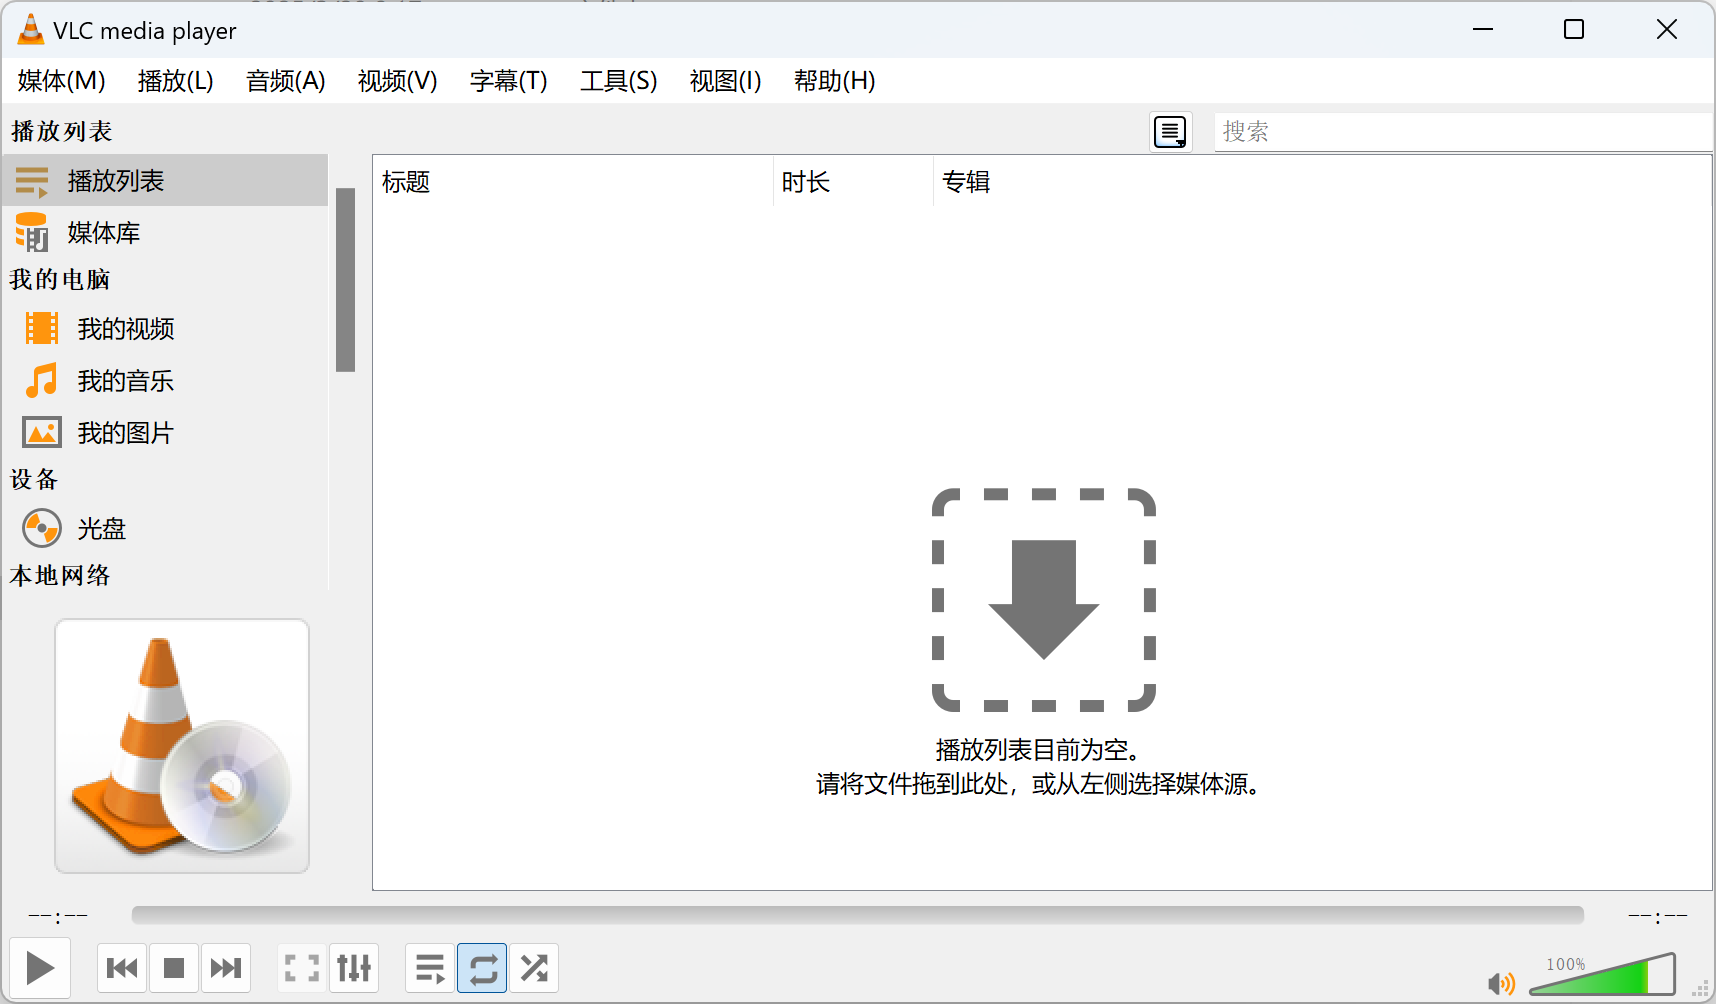 VLC media player
媒体(M) 播放(L) 音频(A) 视频(V) 字幕(T) 工具(S) 视图(I) 帮助(H)
播放列表
搜索
播放列表
媒体库
我的电脑
我的视频
我的音乐
我的图片
设备
光盘
本地网络
标题 时长 专辑
播放列表目前为空。
请将文件拖到此处，或从左侧选择媒体源。
--:-- --:--
100%